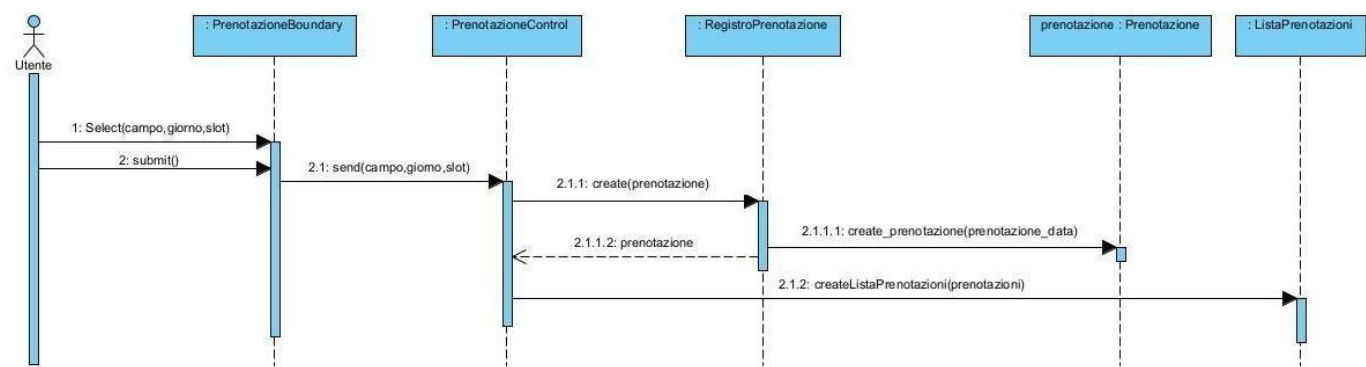 : PrenotazioneBoundary
: PrenotazioneControl
: RegistroPrenotazione
prenotazione : Prenotazione
: ListaPrenotazioni
Utente
1: Select(campo,giorno,slot)
2: submit()
2.1: send(campo,giorno,slot)
2.1.1: create(prenotazione)
2.1.1.1: create_prenotazione(prenotazione_data)
2.1.1.2: prenotazione
2.1.2: createListaPrenotazioni(prenotazioni)